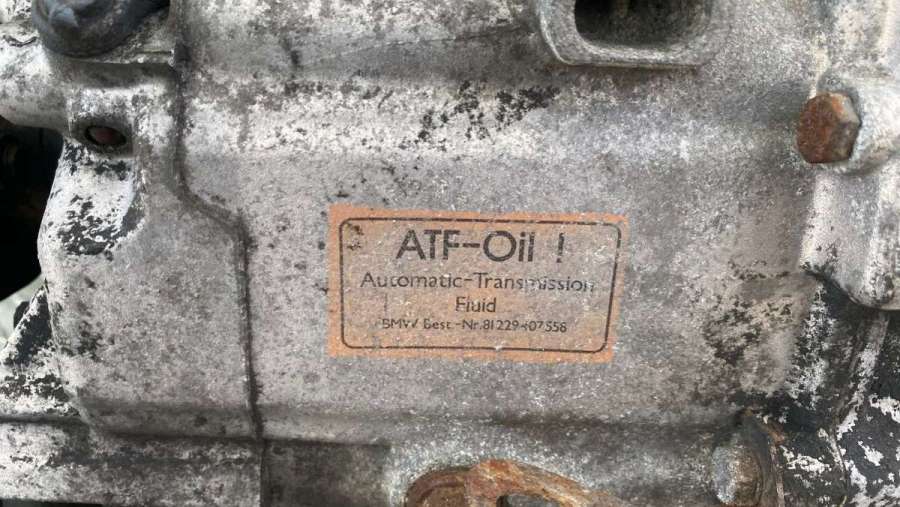 ATF-Oil !
Automatic-Transmission
Fluid
BMW Best.-Nr. 81229407558